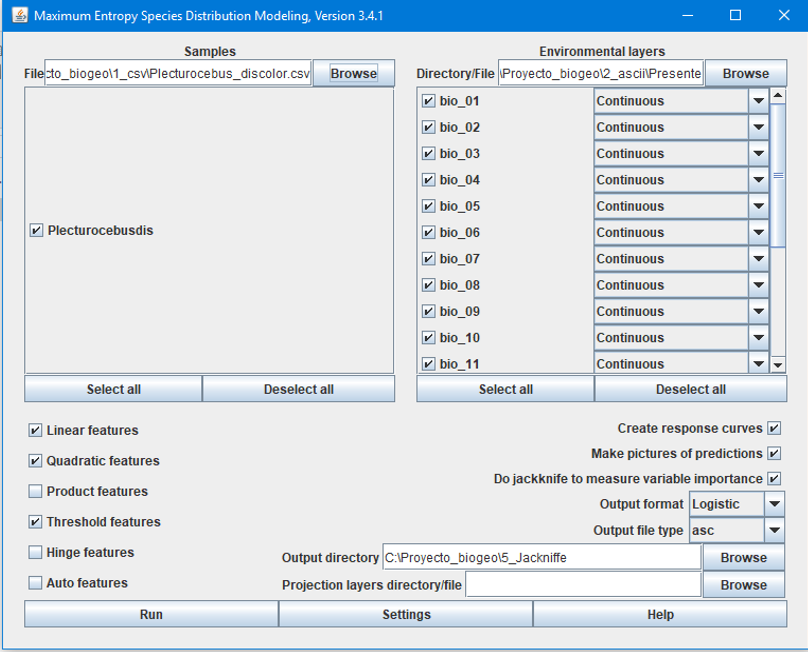 Maximum Entropy Species Distribution Modeling, Version 3.4.1
Samples
File cto_biogeo\1_csv\Plecturocebus_discolor.csv Browse
Plecturocebusdis
Select all Deselect all
Environmental layers
Directory/File \Proyecto_biogeo\2_ascii\Presente Browse
bio_01 Continuous
bio_02 Continuous
bio_03 Continuous
bio_04 Continuous
bio_05 Continuous
bio_06 Continuous
bio_07 Continuous
bio_08 Continuous
bio_09 Continuous
bio_10 Continuous
bio_11 Continuous
Select all Deselect all
Linear features
Quadratic features
Product features
Threshold features
Hinge features
Auto features
Create response curves
Make pictures of predictions
Do jackknife to measure variable importance
Output format Logistic
Output file type asc
Output directory C:\Proyecto_biogeo\5_Jackniffe Browse
Projection layers directory/file Browse
Run Settings Help